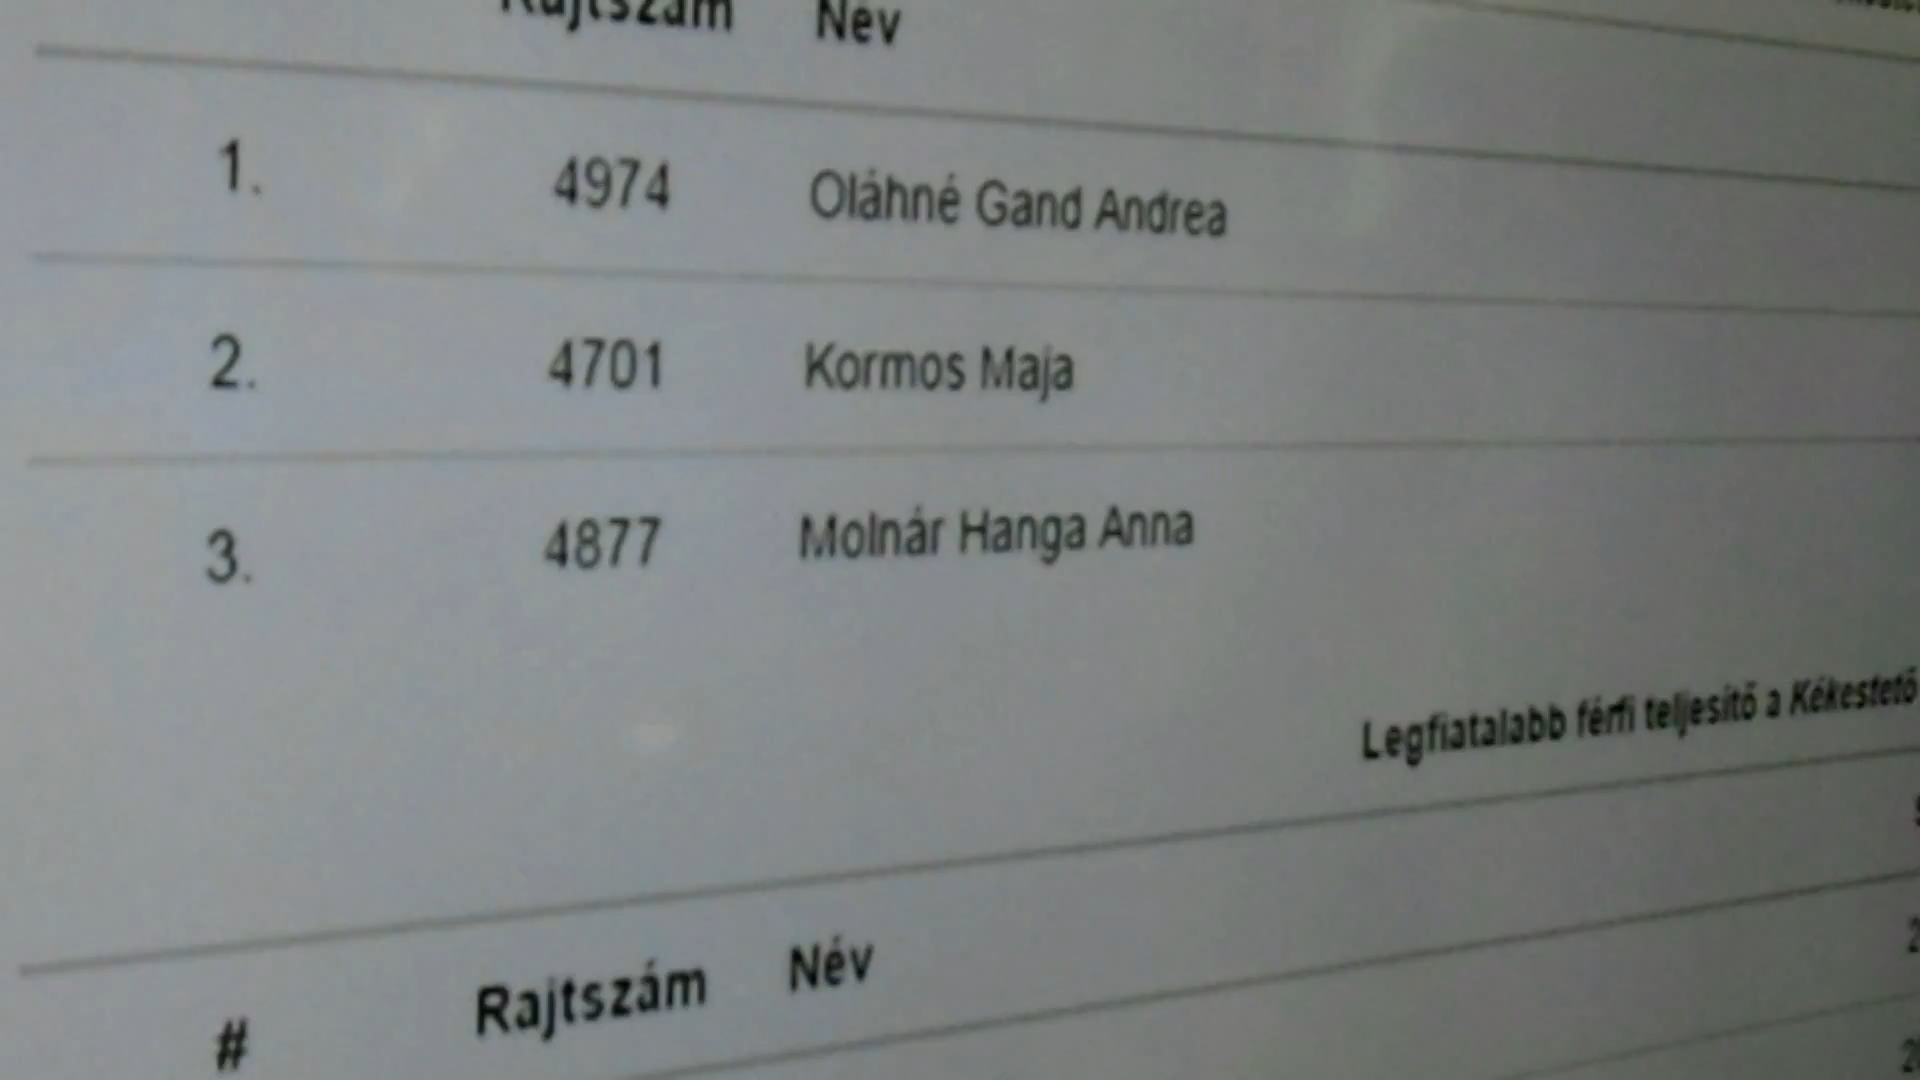 Rajtszám Név
1. 4974 Oláhné Gand Andrea
2. 4701 Kormos Maja
3. 4877 Molnár Hanga Anna
Legfiatalabb férfi teljesítő a Kékestető
# Rajtszám Név